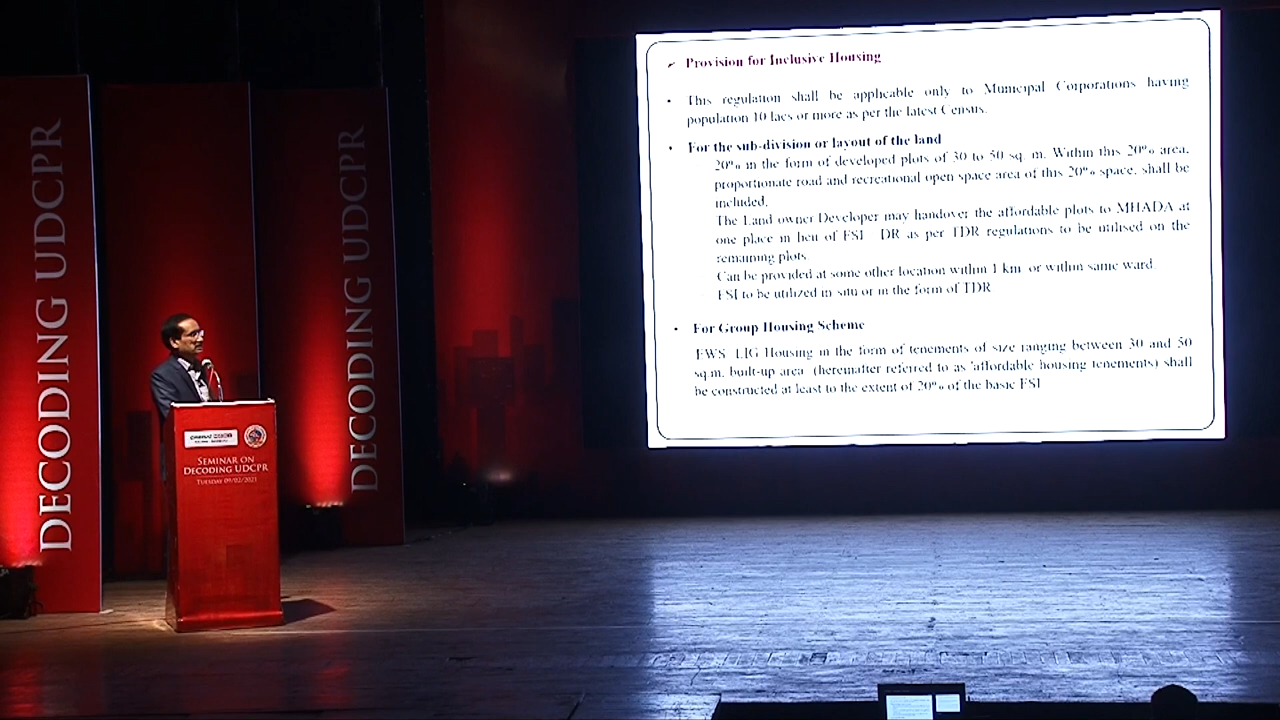 DECODING UDCPR
DECODING UDCPR
SEMINAR ON
DECODING UDCPR
TUESDAY 09/02/2021
Provision for Inclusive Housing
This regulation shall be applicable only to Municipal Corporations having
population 10 lacs or more as per the latest Census.
For the sub-division or layout of the land
20% in the form of developed plots of 30 to 50 sq. m. Within this 20% area,
proportionate road and recreational open space area of this 20% space, shall be
included.
The Land owner Developer may handover the affordable plots to MHADA at
one place in lieu of FSI DR as per TDR regulations to be utilised on the
remaining plots.
Can be provided at some other location within 1 km or within same ward.
FSI to be utilized in situ or in the form of TDR
For Group Housing Scheme
EWS LIG Housing in the form of tenements of size ranging between 30 and 50
sq.m. built-up area (hereinafter referred to as 'affordable housing tenements) shall
be constructed at least to the extent of 20% of the basic FSI